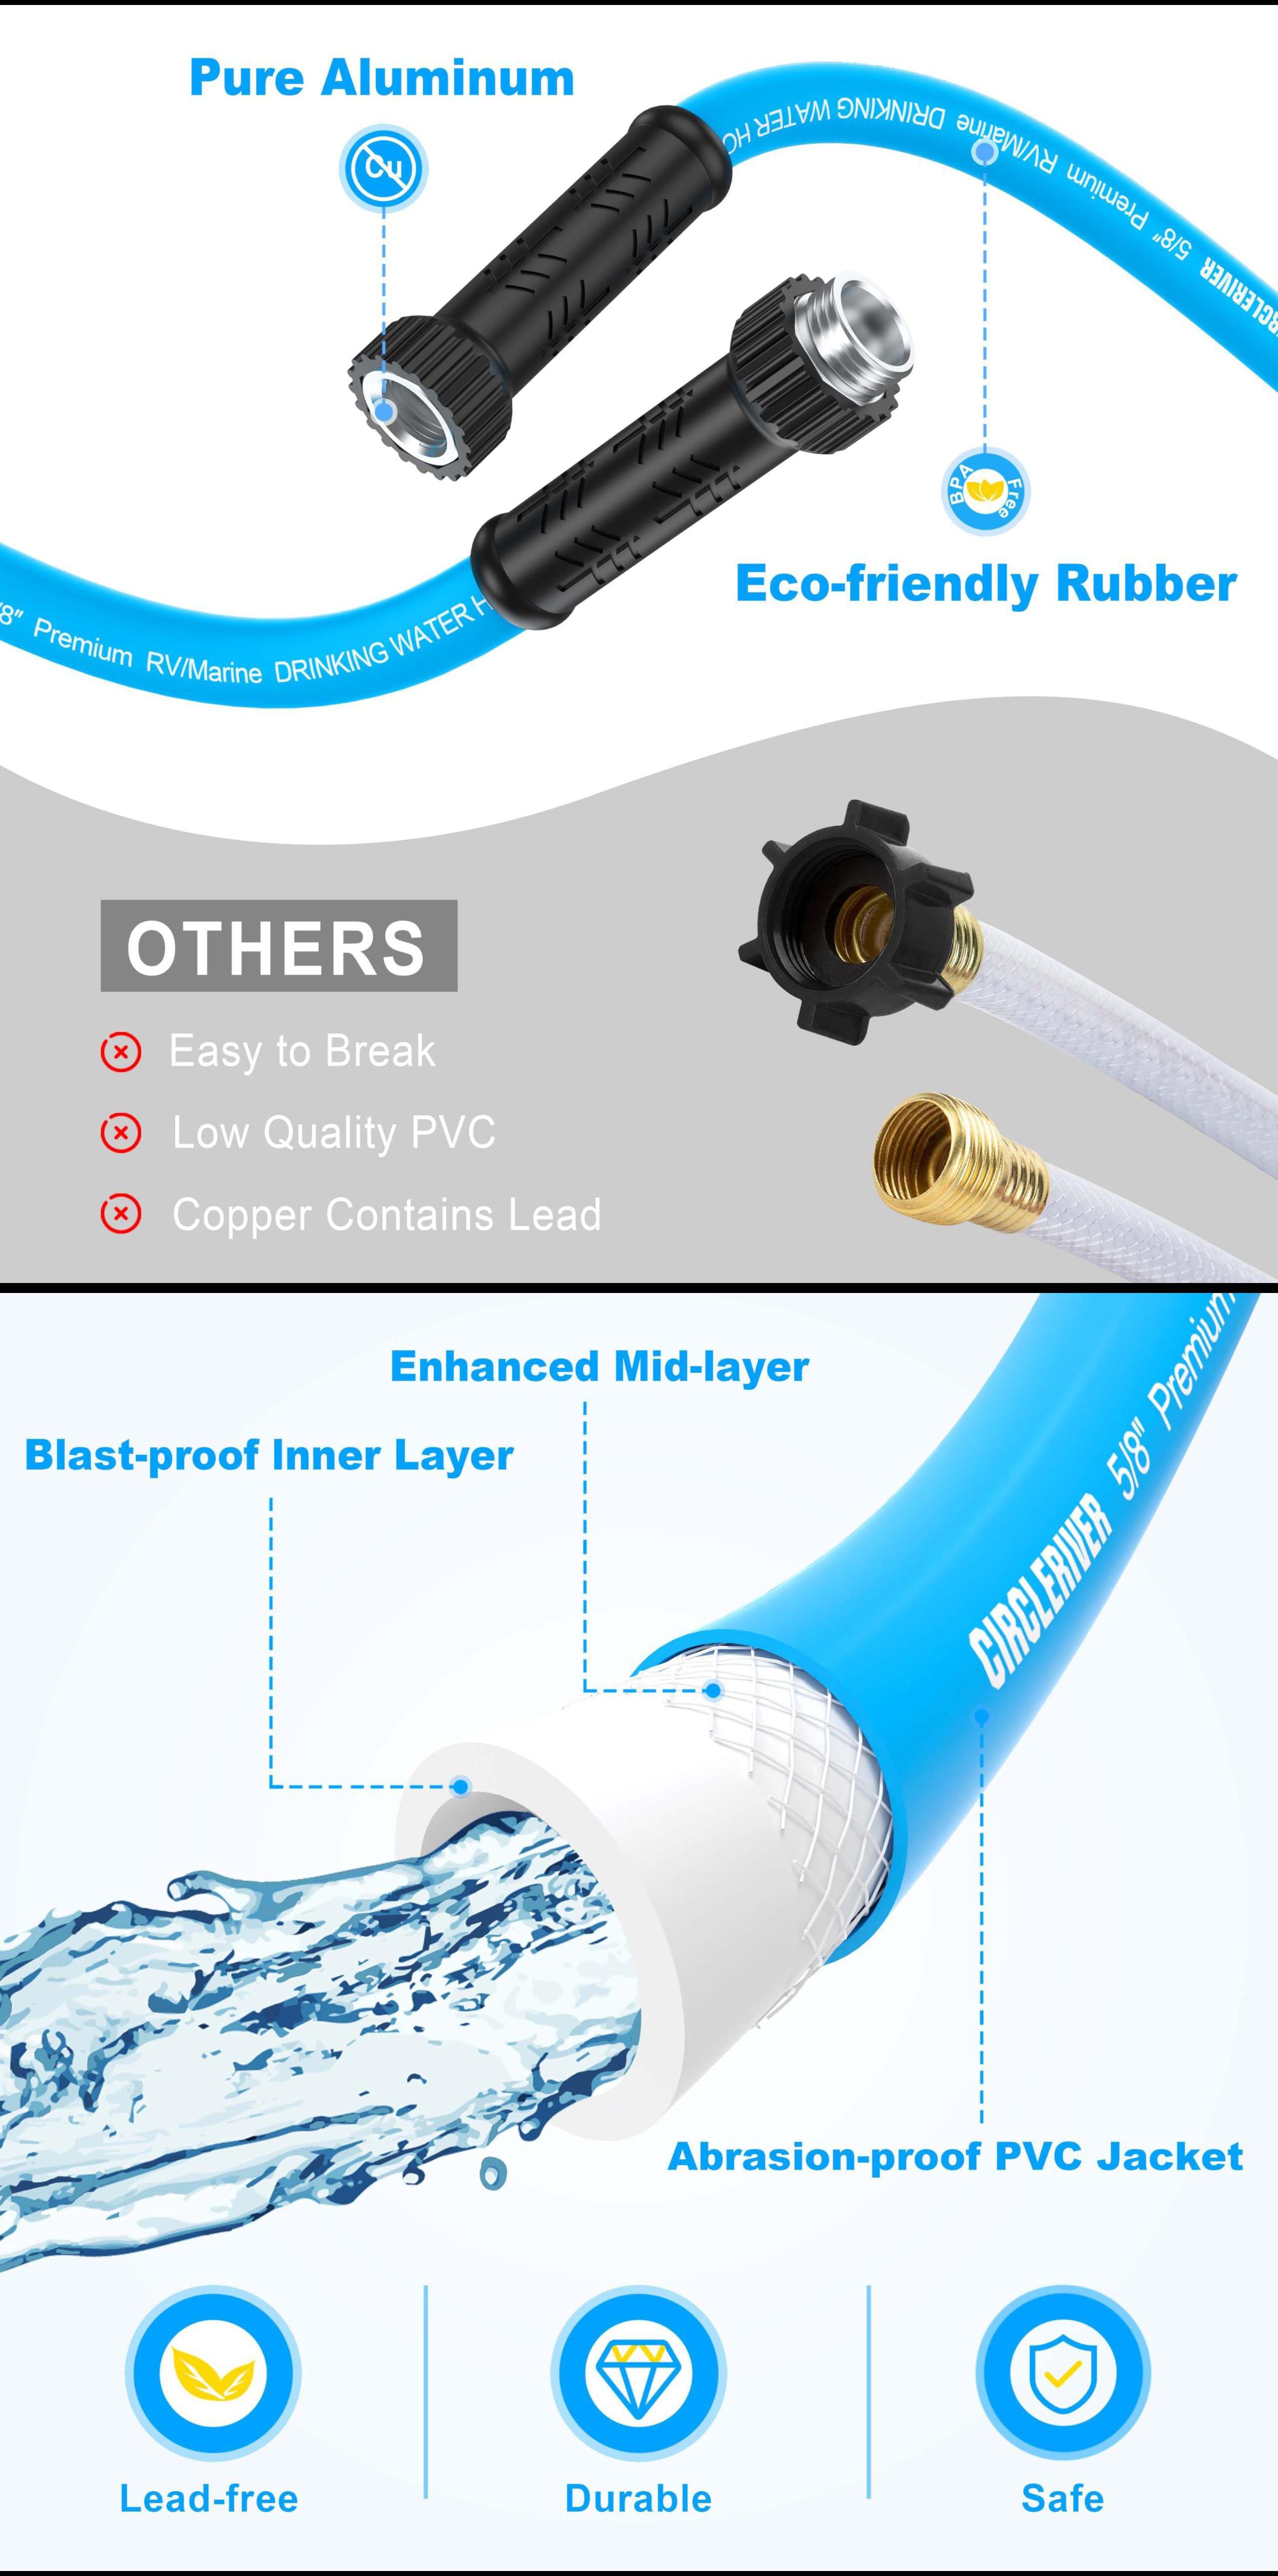 Pure Aluminum
Cu
CIRCLERIVER 5/8" Premium RV/Marine DRINKING WATER HO
BPA Free
Eco-friendly Rubber
/8" Premium RV/Marine DRINKING WATER H
OTHERS
Easy to Break
Low Quality PVC
Copper Contains Lead
Enhanced Mid-layer
Blast-proof Inner Layer
CIRCLERIVER 5/8" Premium
Abrasion-proof PVC Jacket
Lead-free
Durable
Safe